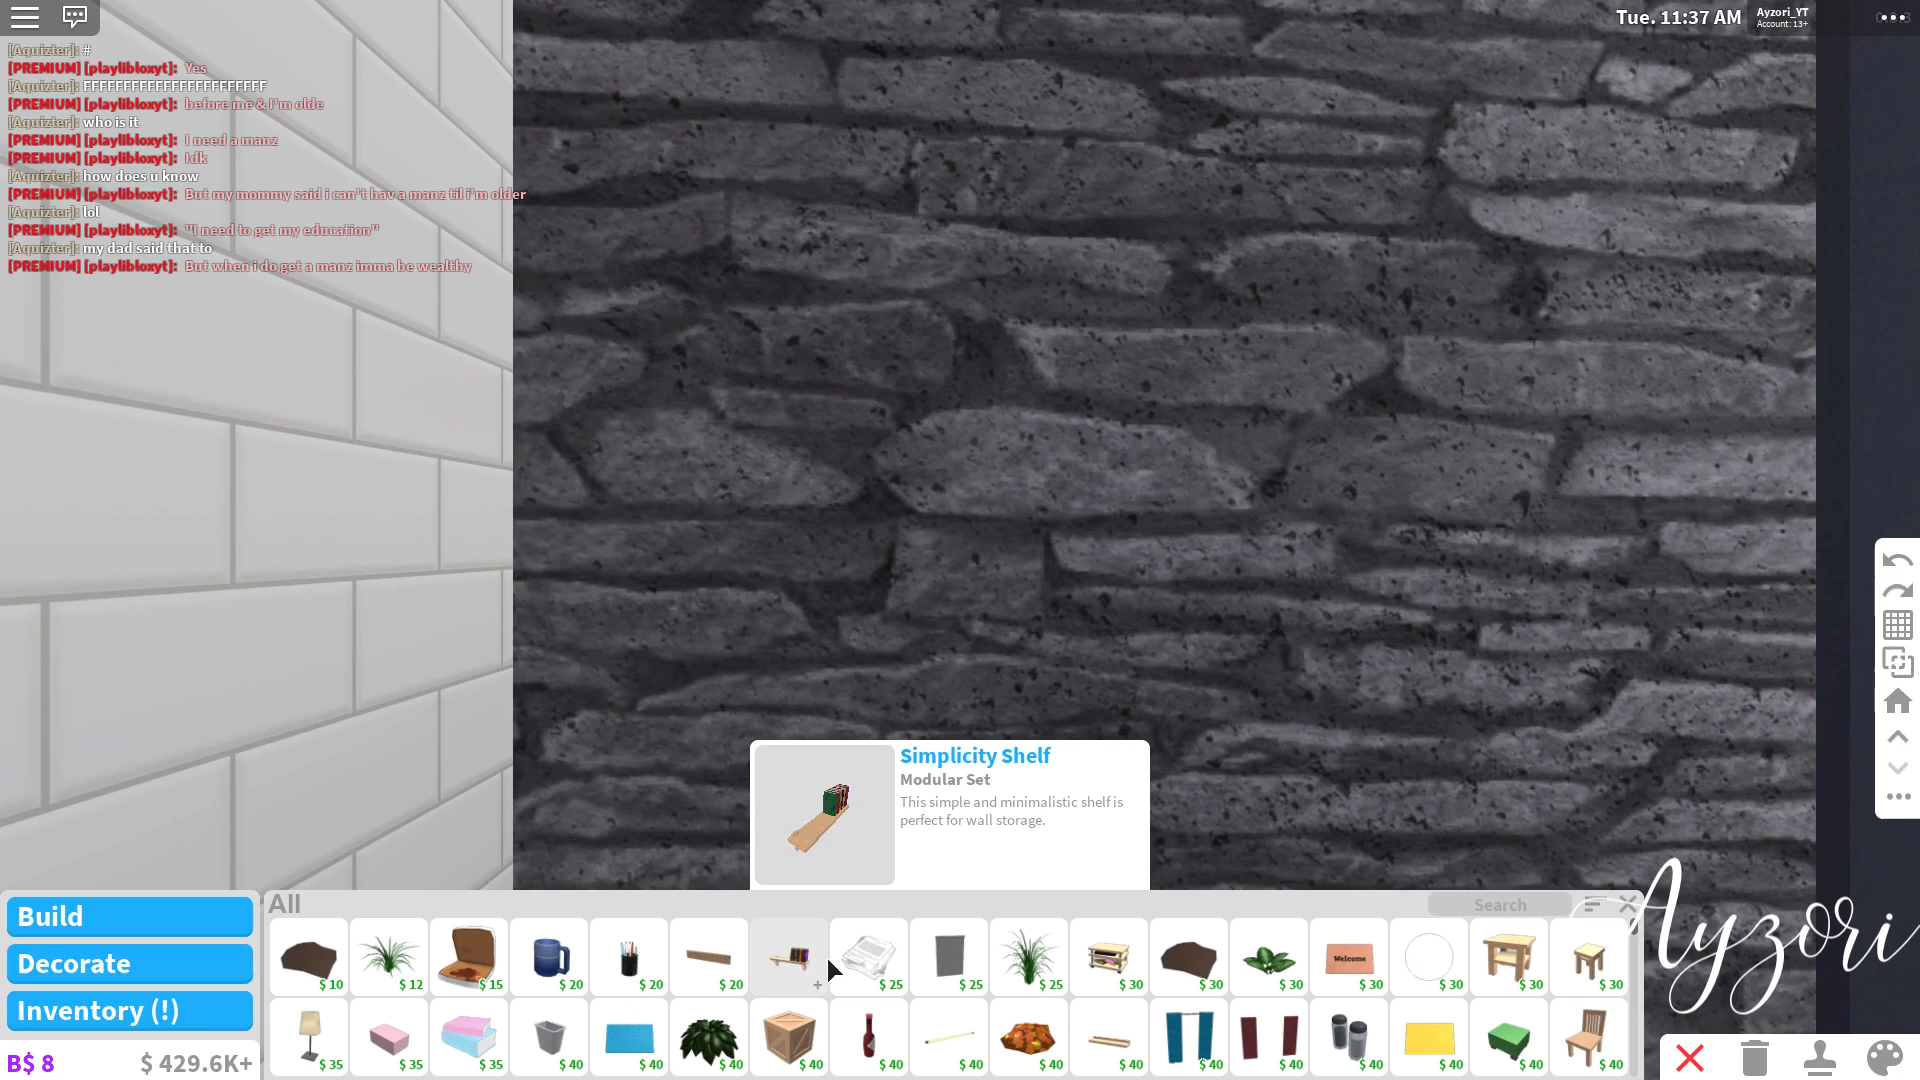 Tue. 11:37 AM
Ayzori_YT
Account: 13+
[Aquizter]: #
[PREMIUM] [playlibloxyt]: Yes
[Aquizter]: FFFFFFFFFFFFFFFFFFFFFFF
[PREMIUM] [playlibloxyt]: before me & I'm olde
[Aquizter]: who is it
[PREMIUM] [playlibloxyt]: I need a manz
[PREMIUM] [playlibloxyt]: Idk
[Aquizter]: how does u know
[PREMIUM] [playlibloxyt]: But my mommy said i can't hav a manz til i'm older
[Aquizter]: lol
[PREMIUM] [playlibloxyt]: "I need to get my education"
[Aquizter]: my dad said that to
[PREMIUM] [playlibloxyt]: But when i do get a manz imma be wealthy
Simplicity Shelf
Modular Set
This simple and minimalistic shelf is
perfect for wall storage.
All
Search
Build
Decorate
Inventory (!)
B$ 8
$ 429.6K+
Welcome
$ 10 $ 12 $ 15 $ 20 $ 20 $ 20 + $ 25 $ 25 $ 25 $ 30 $ 30 $ 30 $ 30 $ 30 $ 30 $ 30
$ 35 $ 35 $ 35 $ 40 $ 40 $ 40 $ 40 $ 40 $ 40 $ 40 $ 40 $ 40 $ 40 $ 40 $ 40 $ 40 $ 40
Ayzori